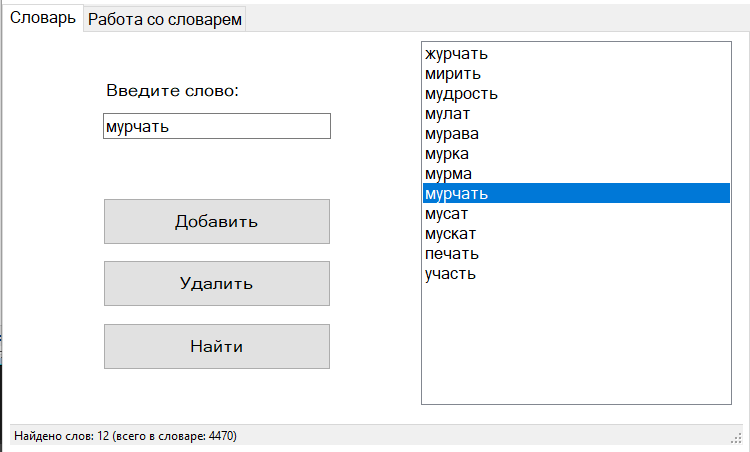 Словарь
Работа со словарем
Введите слово:
мурчать
Добавить
Удалить
Найти
журчать
мирить
мудрость
мулат
мурава
мурка
мурма
мурчать
мусат
мускат
печать
участь
Найдено слов: 12 (всего в словаре: 4470)